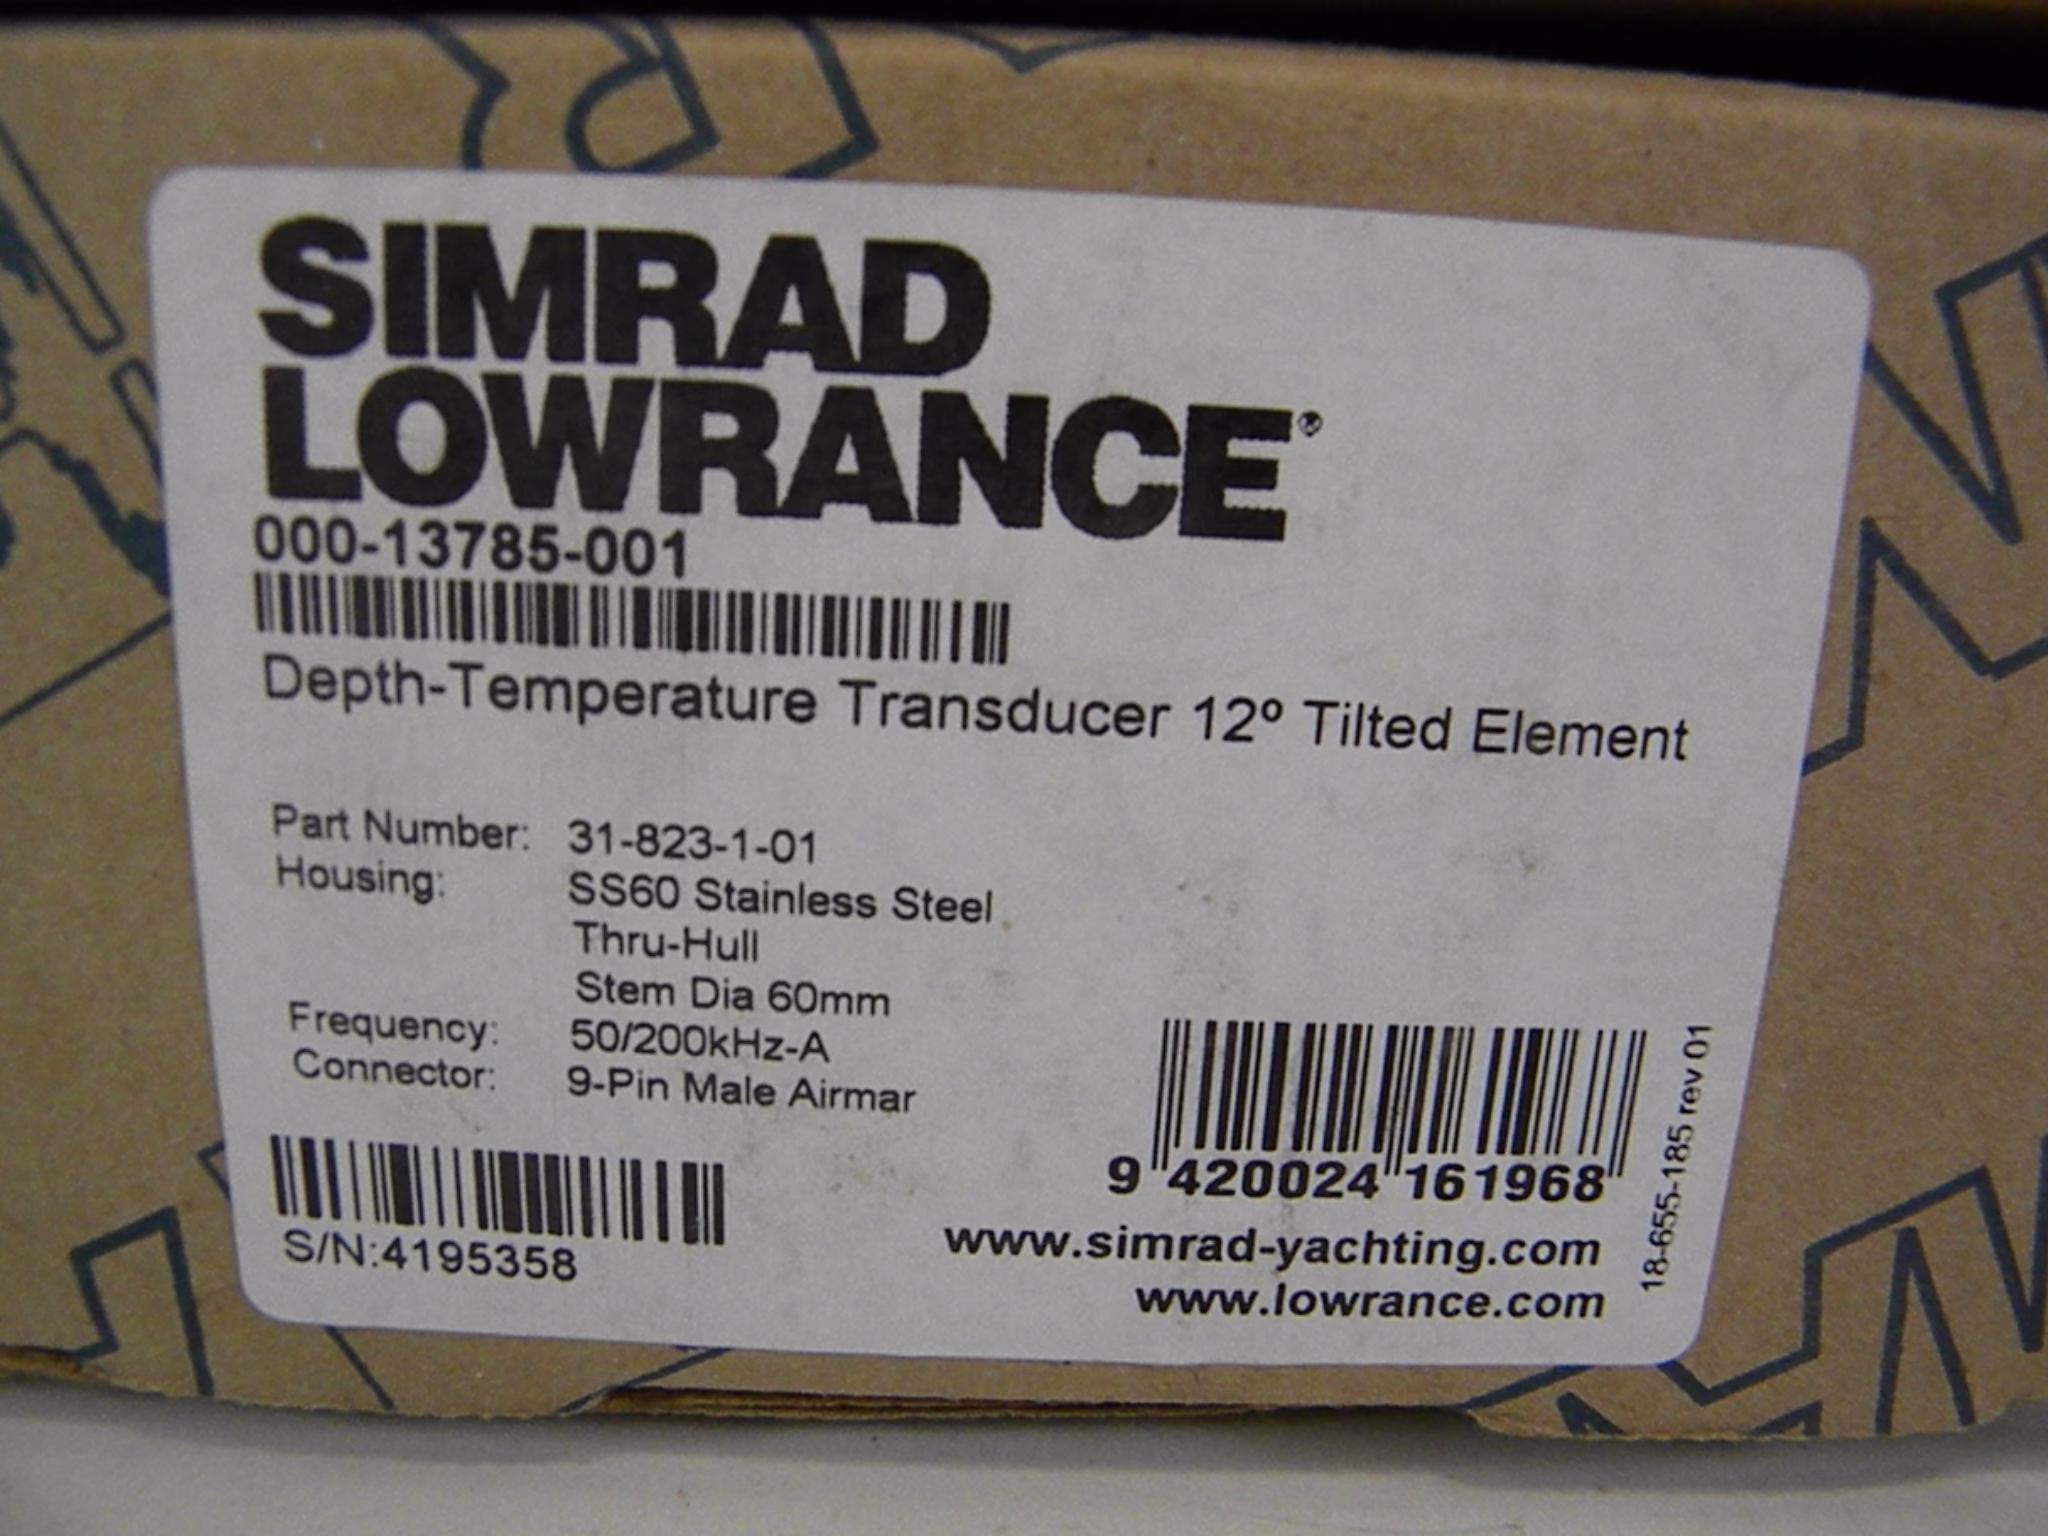 SIMRAD
LOWRANCE®
000-13785-001
Depth-Temperature Transducer 12º Tilted Element
Part Number: 31-823-1-01
Housing: SS60 Stainless Steel
Thru-Hull
Stem Dia 60mm
Frequency: 50/200kHz-A
Connector: 9-Pin Male Airmar
S/N:4195358
9 420024 161968
www.simrad-yachting.com
www.lowrance.com
18-655-185 rev 01